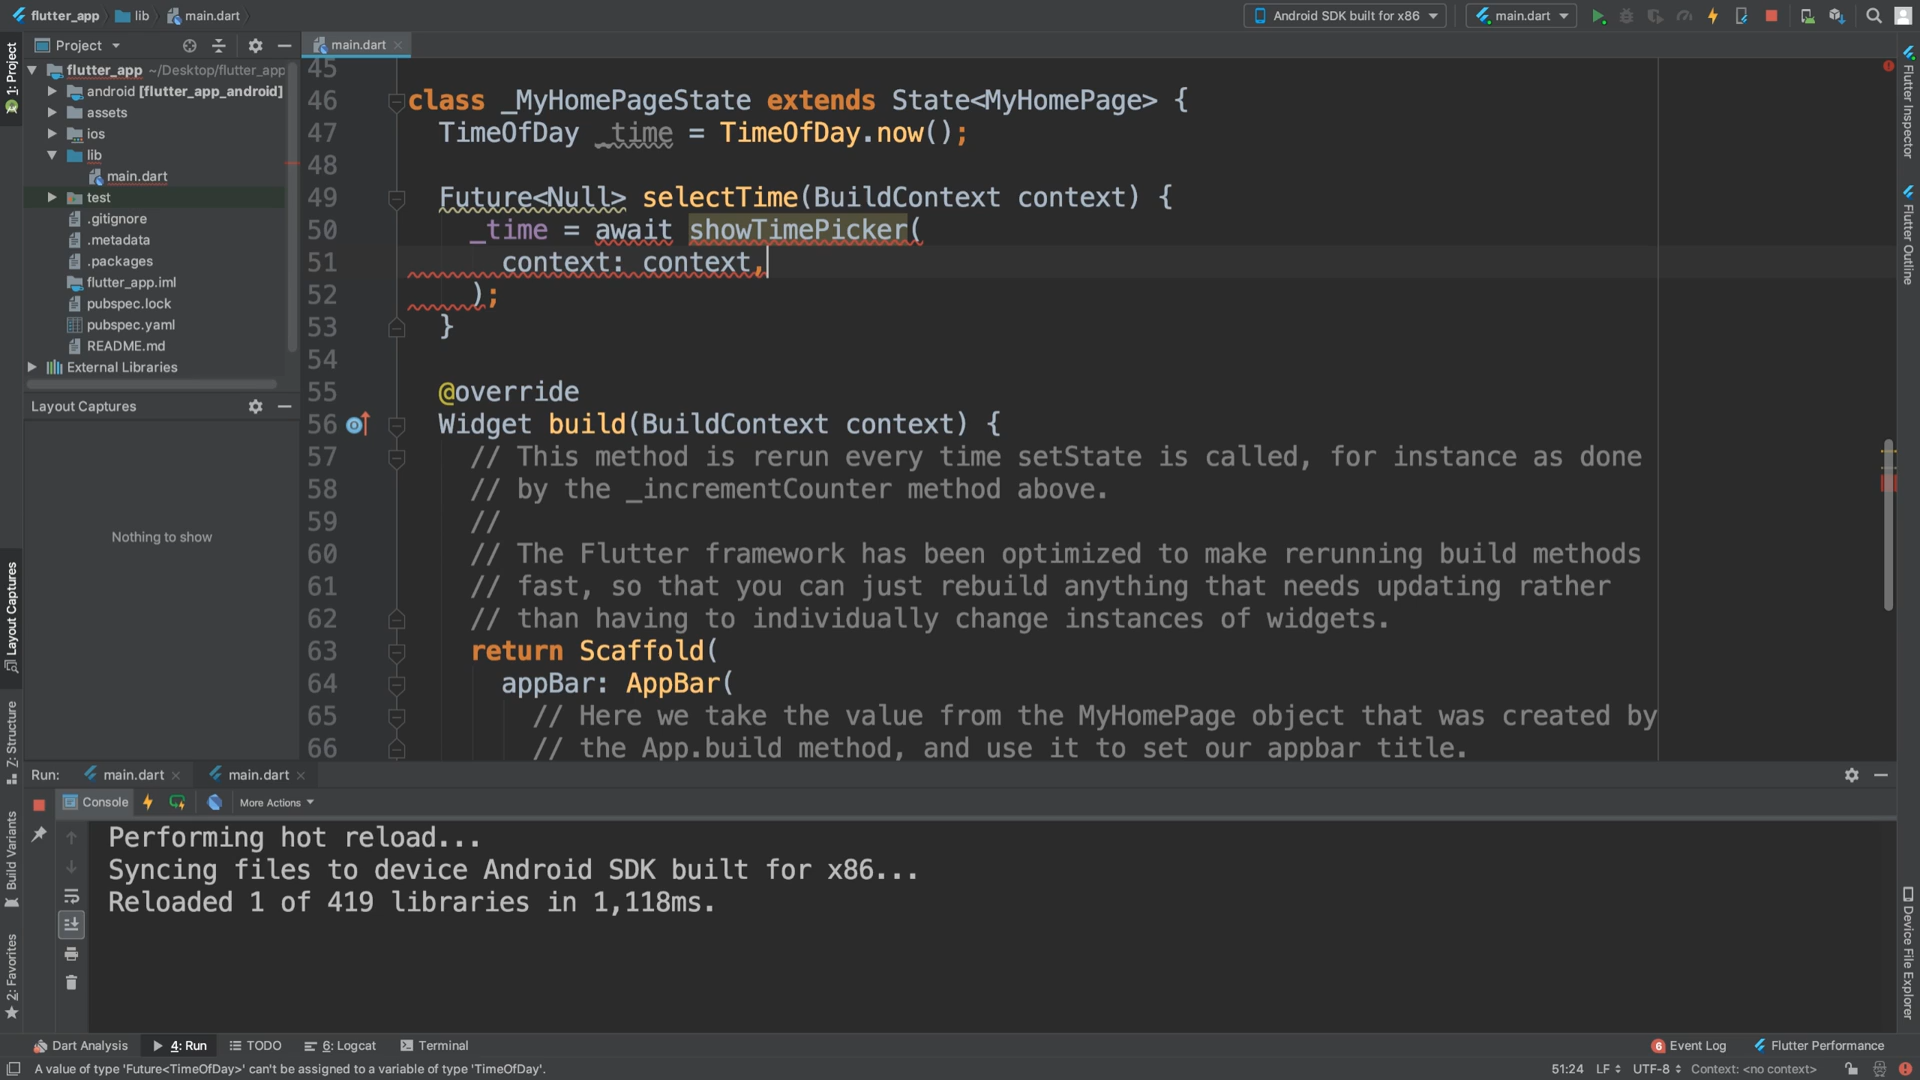 flutter_app
lib
main.dart
Android SDK built for x86
main.dart
Project
main.dart
1: Project
flutter_app ~/Desktop/flutter_app
android [flutter_app_android]
assets
ios
lib
main.dart
test
.gitignore
.metadata
.packages
flutter_app.iml
pubspec.lock
pubspec.yaml
README.md
External Libraries
Layout Captures
Nothing to show
Layout Captures
Z: Structure
Build Variants
2: Favorites
45
46 class _MyHomePageState extends State<MyHomePage> {
47 TimeOfDay _time = TimeOfDay.now();
48
49 Future<Null> selectTime(BuildContext context) {
50 _time = await showTimePicker(
51 context: context,
52 );
53 }
54
55 @override
56 Widget build(BuildContext context) {
57 // This method is rerun every time setState is called, for instance as done
58 // by the _incrementCounter method above.
59 //
60 // The Flutter framework has been optimized to make rerunning build methods
61 // fast, so that you can just rebuild anything that needs updating rather
62 // than having to individually change instances of widgets.
63 return Scaffold(
64 appBar: AppBar(
65 // Here we take the value from the MyHomePage object that was created by
66 // the App.build method, and use it to set our appbar title.
Flutter Inspector
Flutter Outline
Device File Explorer
Run: main.dart main.dart
Console
More Actions
Performing hot reload...
Syncing files to device Android SDK built for x86...
Reloaded 1 of 419 libraries in 1,118ms.
Dart Analysis
4: Run
TODO
6: Logcat
Terminal
6 Event Log
Flutter Performance
A value of type 'Future<TimeOfDay>' can't be assigned to a variable of type 'TimeOfDay'.
51:24 LF UTF-8 Context: <no context>